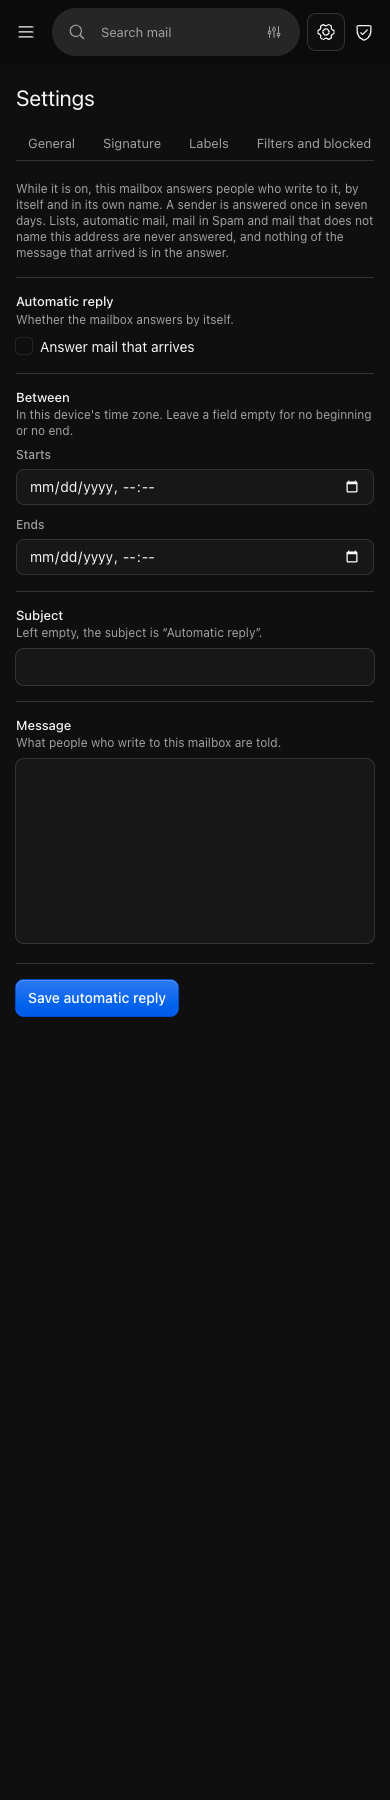 Search mail
Settings
General Signature Labels Filters and blocked
While it is on, this mailbox answers people who write to it, by
itself and in its own name. A sender is answered once in seven
days. Lists, automatic mail, mail in Spam and mail that does not
name this address are never answered, and nothing of the
message that arrived is in the answer.
Automatic reply
Whether the mailbox answers by itself.
Answer mail that arrives
Between
In this device's time zone. Leave a field empty for no beginning
or no end.
Starts
mm/dd/yyyy, --:--
Ends
mm/dd/yyyy, --:--
Subject
Left empty, the subject is “Automatic reply”.
Message
What people who write to this mailbox are told.
Save automatic reply